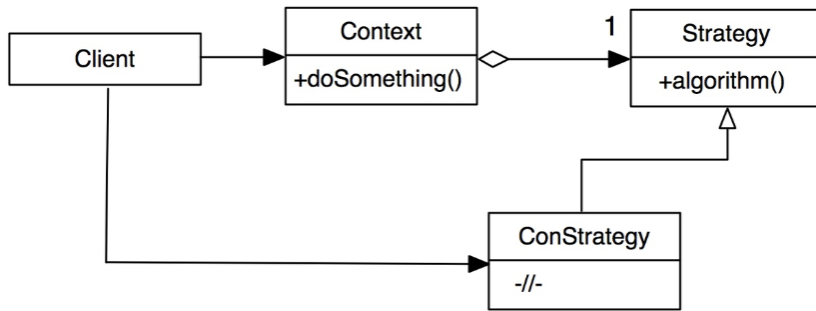 Client
Context
+doSomething()
1
Strategy
+algorithm()
ConStrategy
-//-